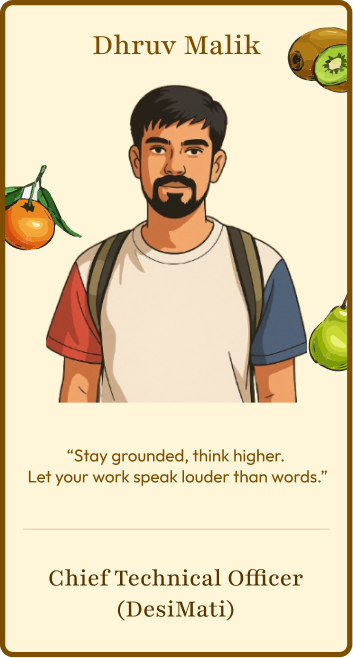 Dhruv Malik
“Stay grounded, think higher.
Let your work speak louder than words.”
Chief Technical Officer
(DesiMati)